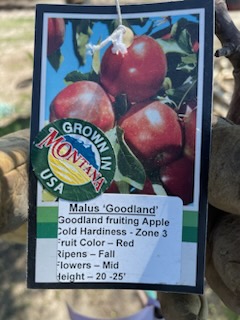 GROWN IN
MONTANA
USA
Malus 'Goodland'
Goodland fruiting Apple
Cold Hardiness - Zone 3
Fruit Color – Red
Ripens – Fall
Flowers – Mid
Height – 20 -25'